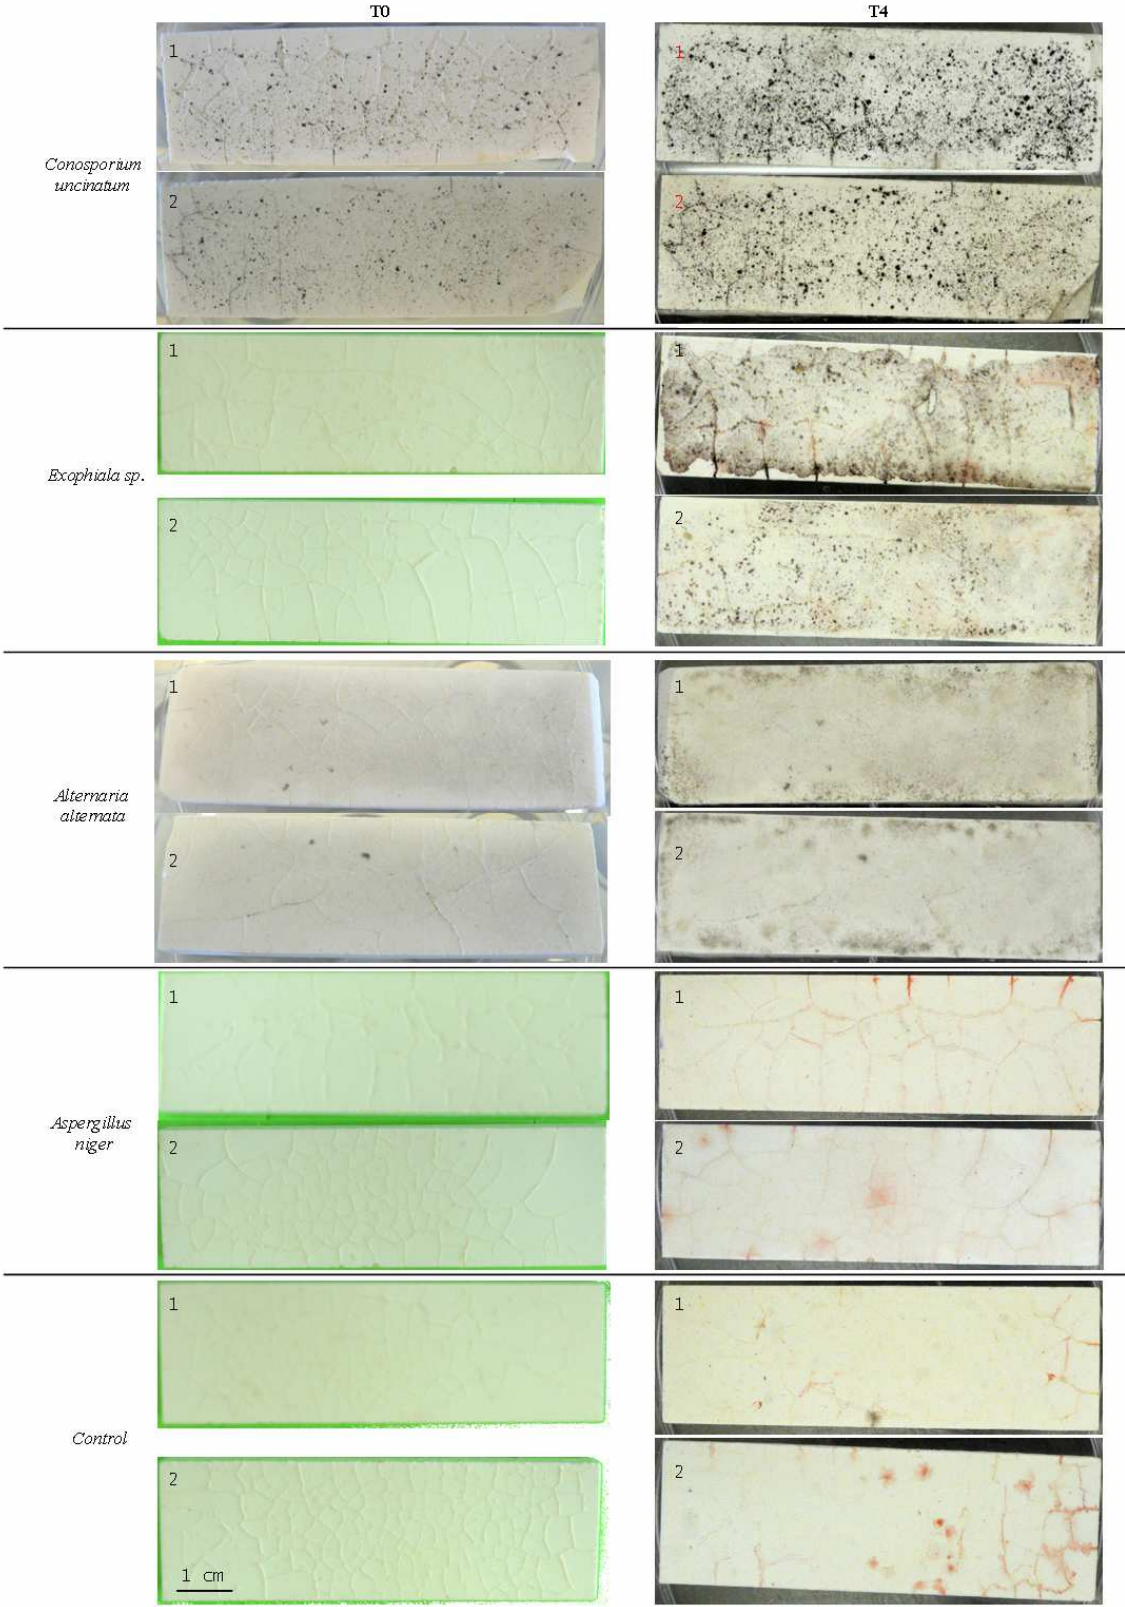 T0 T4
1 1
Conosporium
uncinatum
2 2
1 1
Exophiala sp.
2 2
1 1
Alternaria
alternata
2 2
1 1
Aspergillus
niger
2 2
1 1
Control
2 2
1 cm